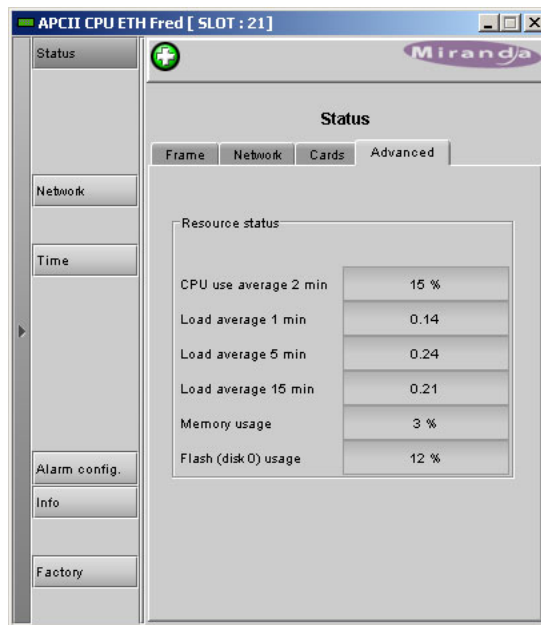 APCII CPU ETH Fred [ SLOT : 21 ]
Status
Miranda
Status
Frame Network Cards Advanced
Network
Resource status
Time
CPU use average 2 min 15 %
Load average 1 min 0.14
Load average 5 min 0.24
Load average 15 min 0.21
Memory usage 3 %
Flash (disk 0) usage 12 %
Alarm config.
Info
Factory